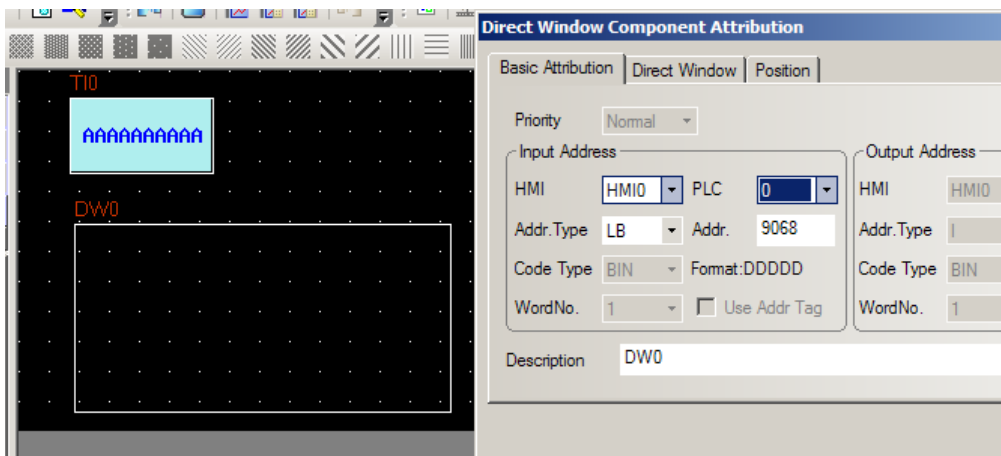 Direct Window Component Attribution
Basic Attribution Direct Window Position
TI0
AAAAAAAAAA
Priority Normal
Input Address Output Address
HMI HMI0 PLC 0 HMI HMI0
DW0
Addr.Type LB Addr. 9068 Addr.Type
Code Type BIN Format:DDDDD Code Type BIN
WordNo. 1 Use Addr Tag WordNo. 1
Description DW0